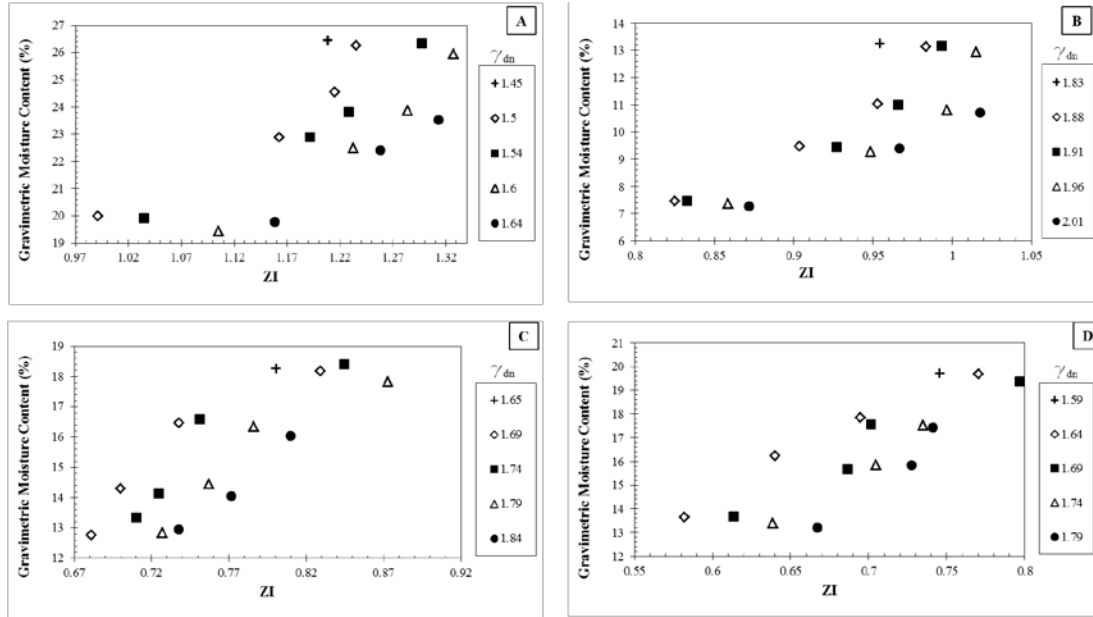 A
Gravimetric Moisture Content (%)
27
26
25
24
23
22
21
20
19
0.97 1.02 1.07 1.12 1.17 1.22 1.27 1.32
ZI
γdn
1.45
1.5
1.54
1.6
1.64
B
Gravimetric Moisture Content (%)
14
13
12
11
10
9
8
7
6
0.8 0.85 0.9 0.95 1 1.05
ZI
γdn
1.83
1.88
1.91
1.96
2.01
C
Gravimetric Moisture Content (%)
19
18
17
16
15
14
13
12
0.67 0.72 0.77 0.82 0.87 0.92
ZI
γdn
1.65
1.69
1.74
1.79
1.84
D
Gravimetric Moisture Content (%)
21
20
19
18
17
16
15
14
13
12
0.55 0.6 0.65 0.7 0.75 0.8
ZI
γdn
1.59
1.64
1.69
1.74
1.79